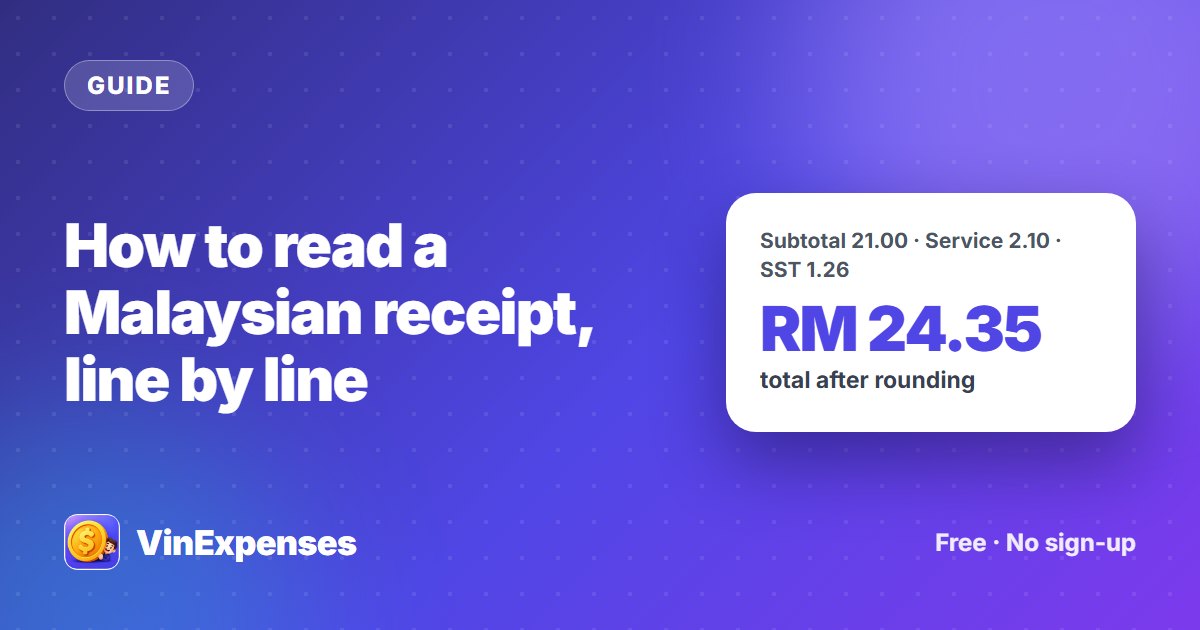 GUIDE
How to read a
Malaysian receipt,
line by line
Subtotal 21.00 · Service 2.10 ·
SST 1.26
RM 24.35
total after rounding
$
VinExpenses
Free · No sign-up